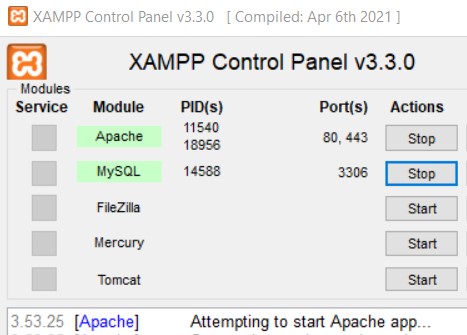 XAMPP Control Panel v3.3.0 [ Compiled: Apr 6th 2021 ]
XAMPP Control Panel v3.3.0
Modules
Service Module PID(s) Port(s) Actions
Apache 11540 18956 80, 443 Stop
MySQL 14588 3306 Stop
FileZilla Start
Mercury Start
Tomcat Start
3.53.25 [Apache] Attempting to start Apache app...